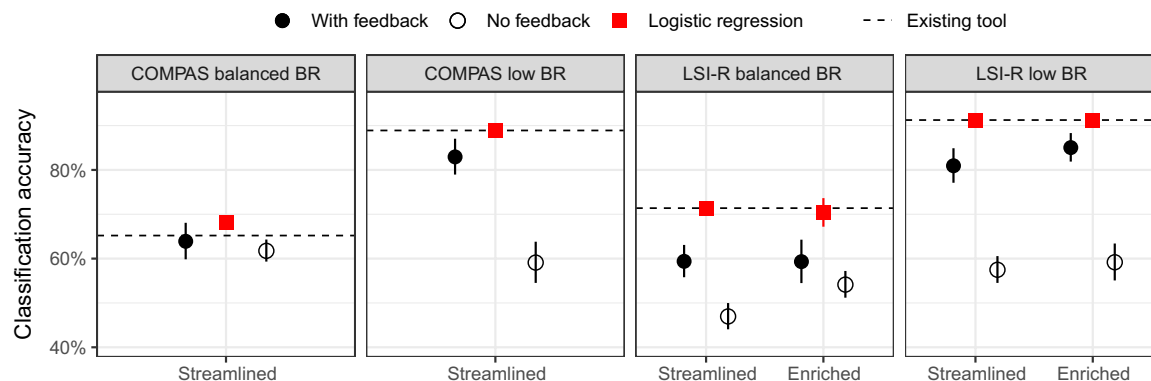 With feedback No feedback Logistic regression Existing tool
COMPAS balanced BR COMPAS low BR LSI-R balanced BR LSI-R low BR
Classification accuracy
80%
60%
40%
Streamlined Streamlined Streamlined Enriched Streamlined Enriched